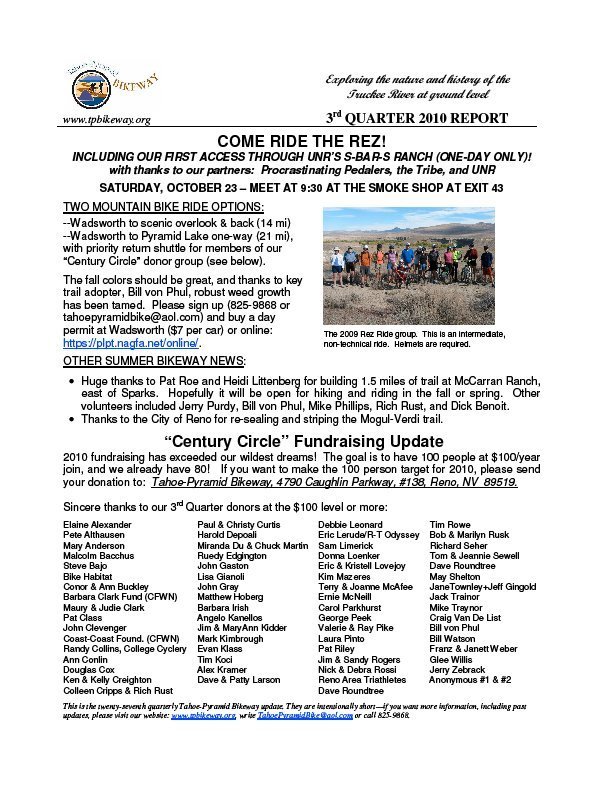 Tahoe Pyramid
BIKEWAY
Exploring the nature and history of the
Truckee River at ground level
www.tpbikeway.org
3rd QUARTER 2010 REPORT
COME RIDE THE REZ!
INCLUDING OUR FIRST ACCESS THROUGH UNR'S S-BAR-S RANCH (ONE-DAY ONLY)!
with thanks to our partners: Procrastinating Pedalers, the Tribe, and UNR
SATURDAY, OCTOBER 23 – MEET AT 9:30 AT THE SMOKE SHOP AT EXIT 43
TWO MOUNTAIN BIKE RIDE OPTIONS:
--Wadsworth to scenic overlook & back (14 mi)
--Wadsworth to Pyramid Lake one-way (21 mi),
with priority return shuttle for members of our
"Century Circle" donor group (see below).
The fall colors should be great, and thanks to key
trail adopter, Bill von Phul, robust weed growth
has been tamed. Please sign up (825-9868 or
tahoepyramidbike@aol.com) and buy a day
permit at Wadsworth ($7 per car) or online:
https://plpt.nagfa.net/online/.
The 2009 Rez Ride group. This is an intermediate,
non-technical ride. Helmets are required.
OTHER SUMMER BIKEWAY NEWS:
• Huge thanks to Pat Roe and Heidi Littenberg for building 1.5 miles of trail at McCarran Ranch,
east of Sparks. Hopefully it will be open for hiking and riding in the fall or spring. Other
volunteers included Jerry Purdy, Bill von Phul, Mike Phillips, Rich Rust, and Dick Benoit.
• Thanks to the City of Reno for re-sealing and striping the Mogul-Verdi trail.
"Century Circle" Fundraising Update
2010 fundraising has exceeded our wildest dreams! The goal is to have 100 people at $100/year
join, and we already have 80! If you want to make the 100 person target for 2010, please send
your donation to: Tahoe-Pyramid Bikeway, 4790 Caughlin Parkway, #138, Reno, NV 89519.
Sincere thanks to our 3rd Quarter donors at the $100 level or more:
Elaine Alexander
Pete Althausen
Mary Anderson
Malcolm Bacchus
Steve Bajo
Bike Habitat
Conor & Ann Buckley
Barbara Clark Fund (CFWN)
Maury & Judie Clark
Pat Class
John Clevenger
Coast-Coast Found. (CFWN)
Randy Collins, College Cyclery
Ann Conlin
Douglas Cox
Ken & Kelly Creighton
Colleen Cripps & Rich Rust
Paul & Christy Curtis
Harold Depoali
Miranda Du & Chuck Martin
Ruedy Edgington
John Gaston
Lisa Gianoli
John Gray
Matthew Hoberg
Barbara Irish
Angelo Kanellos
Jim & MaryAnn Kidder
Mark Kimbrough
Evan Klass
Tim Koci
Alex Kramer
Dave & Patty Larson
Debbie Leonard
Eric Lerude/R-T Odyssey
Sam Limerick
Donna Loenker
Eric & Kristell Lovejoy
Kim Mazeres
Terry & Joanne McAfee
Ernie McNeill
Carol Parkhurst
George Peek
Valerie & Ray Pike
Laura Pinto
Pat Riley
Jim & Sandy Rogers
Nick & Debra Rossi
Reno Area Triathletes
Dave Roundtree
Tim Rowe
Bob & Marilyn Rusk
Richard Seher
Tom & Jeannie Sewell
Dave Roundtree
May Shelton
JaneTownley+Jeff Gingold
Jack Trainor
Mike Traynor
Craig Van De List
Bill von Phul
Bill Watson
Franz & Janett Weber
Glee Willis
Jerry Zebrack
Anonymous #1 & #2
This is the twenty-seventh quarterly Tahoe-Pyramid Bikeway update. They are intentionally short—if you want more information, including past
updates, please visit our website: www.tpbikeway.org, write TahoePyramidBike@aol.com or call 825-9868.